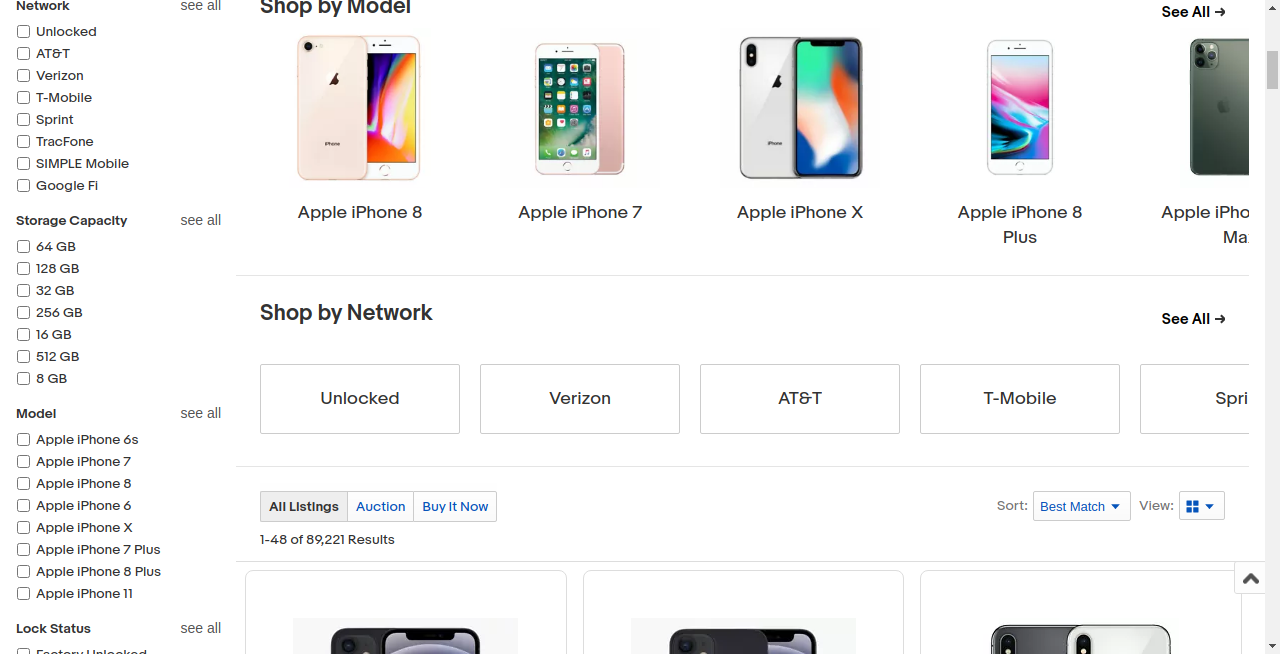 Network see all
Unlocked
AT&T
Verizon
T-Mobile
Sprint
TracFone
SIMPLE Mobile
Google Fi
Storage Capacity see all
64 GB
128 GB
32 GB
256 GB
16 GB
512 GB
8 GB
Model see all
Apple iPhone 6s
Apple iPhone 7
Apple iPhone 8
Apple iPhone 6
Apple iPhone X
Apple iPhone 7 Plus
Apple iPhone 8 Plus
Apple iPhone 11
Lock Status see all
Factory Unlocked
Shop by Model
See All →
iPhone
iPhone
Apple iPhone 8
Apple iPhone 7
Apple iPhone X
Apple iPhone 8
Plus
Apple iPho
Ma
Shop by Network
See All →
Unlocked
Verizon
AT&T
T-Mobile
Spri
All Listings Auction Buy It Now
Sort: Best Match View:
1-48 of 89,221 Results